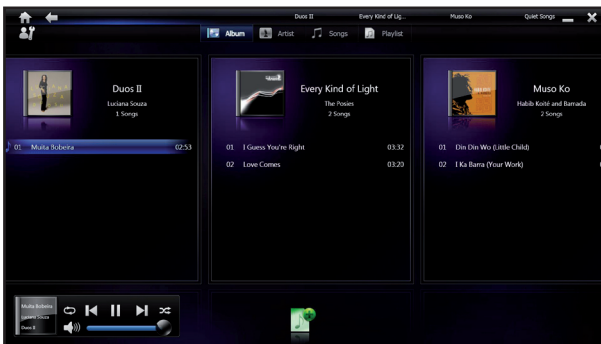 Duos II
Every Kind of Lig...
Muso Ko
Quiet Songs
Album
Artist
Songs
Playlist
Duos II
Luciana Souza
1 Songs
01 Muita Bobeira 02:53
Every Kind of Light
The Posies
2 Songs
01 I Guess You're Right 03:32
02 Love Comes 03:20
Muso Ko
Habib Koité and Bamada
2 Songs
01 Din Din Wo (Little Child)
02 I Ka Barra (Your Work)
Muita Bobeira
Luciana Souza
Duos II